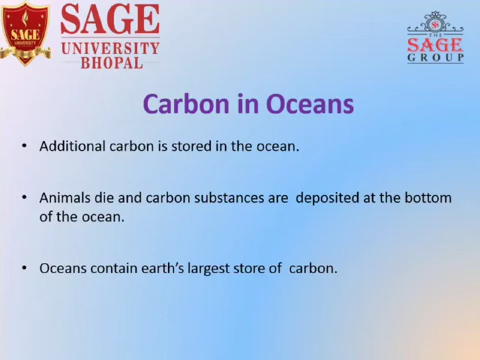 SAGE
UNIVERSITY
BHOPAL
SAGE
UNIVERSITY
THE
SAGE
GROUP
Carbon in Oceans
• Additional carbon is stored in the ocean.
• Animals die and carbon substances are deposited at the bottom
of the ocean.
• Oceans contain earth's largest store of carbon.